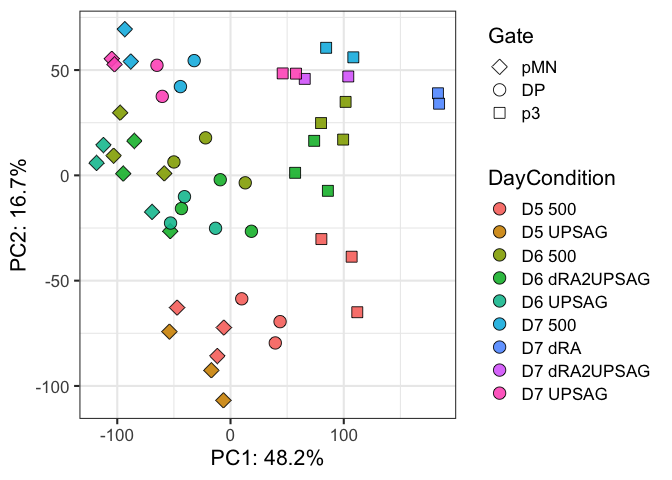 Gate
pMN
DP
p3
DayCondition
D5 500
D5 UPSAG
D6 500
D6 dRA2UPSAG
D6 UPSAG
D7 500
D7 dRA
D7 dRA2UPSAG
D7 UPSAG
50
0
-50
-100
PC2: 16.7%
-100 0 100
PC1: 48.2%